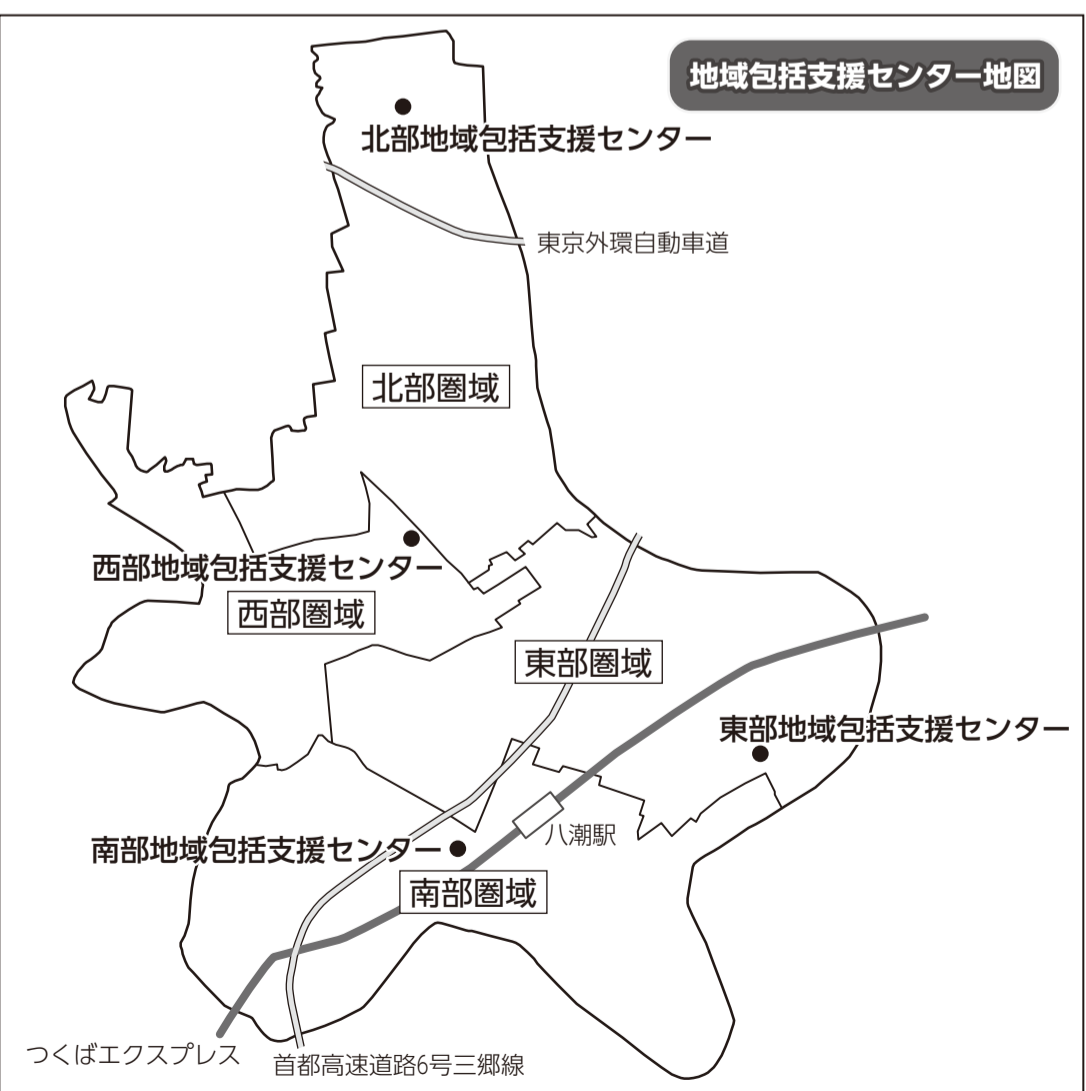 地域包括支援センター地図
北部地域包括支援センター
東京外環自動車道
北部圏域
西部地域包括支援センター
西部圏域
東部圏域
東部地域包括支援センター
八潮駅
南部地域包括支援センター
南部圏域
つくばエクスプレス
首都高速道路6号三郷線